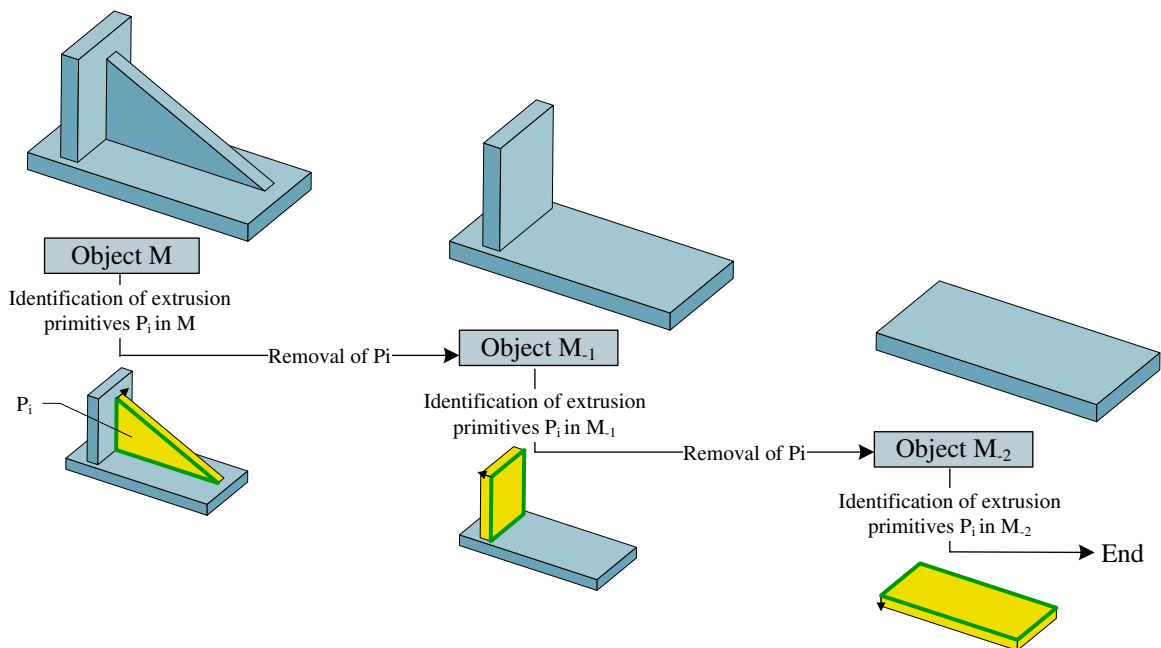 Object M
Identification of extrusion
primitives Pi in M
Removal of Pi
Object M-1
Pi
Identification of extrusion
primitives Pi in M-1
Removal of Pi
Object M-2
Identification of extrusion
primitives Pi in M-2
End